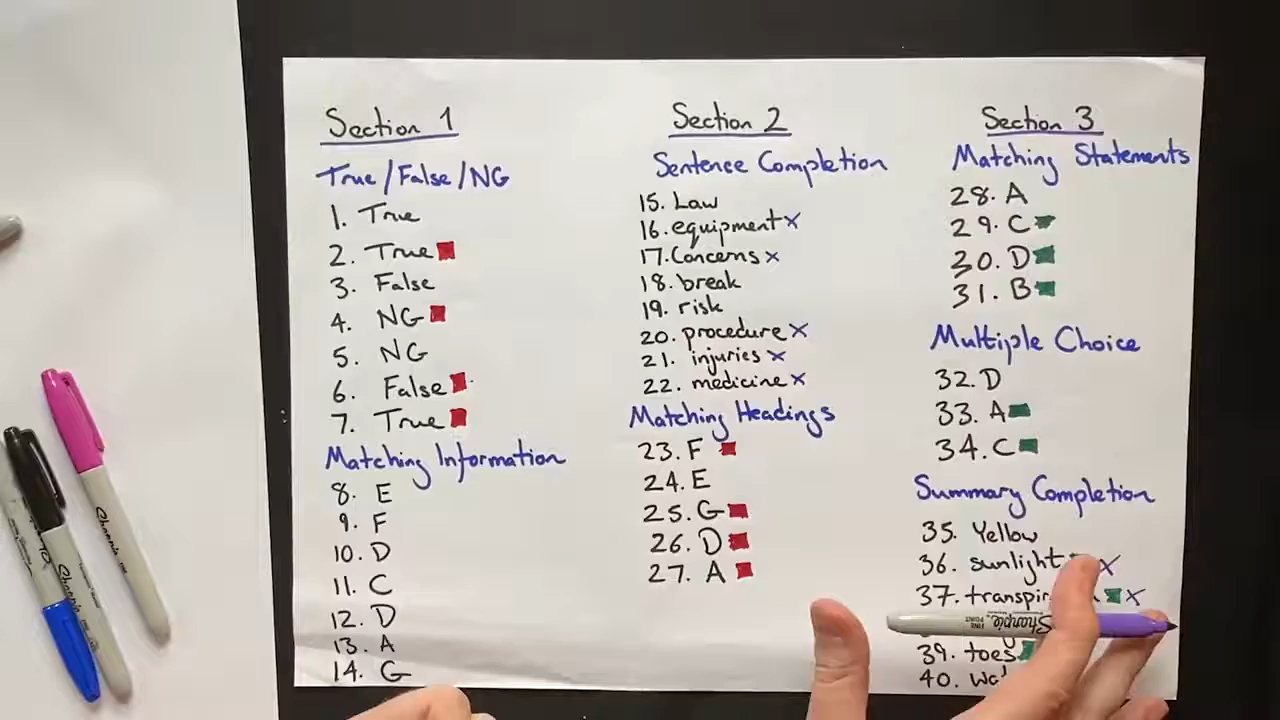 Section 1
True/False/NG
1. True
2. True
3. False
4. NG
5. NG
6. False
7. True
Matching Information
8. E
9. F
10. D
11. C
12. D
13. A
14. G
Section 2
Sentence Completion
15. Law
16. equipment x
17. Concerns x
18. break
19. risk
20. procedure x
21. injuries x
22. medicine x
Matching Headings
23. F
24. E
25. G
26. D
27. A
Section 3
Matching Statements
28. A
29. C
30. D
31. B
Multiple Choice
32. D
33. A
34. C
Summary Completion
35. Yellow
36. sunlight x
37. x
Sharpie
39. toes
40.
Sharpie